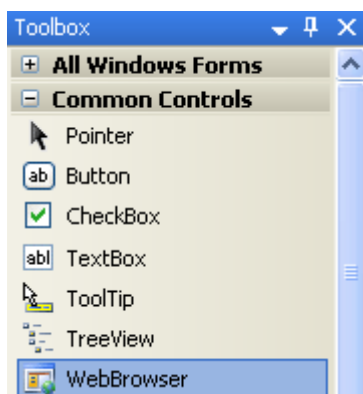 Toolbox
All Windows Forms
Common Controls
Pointer
ab Button
CheckBox
abl TextBox
ToolTip
TreeView
WebBrowser